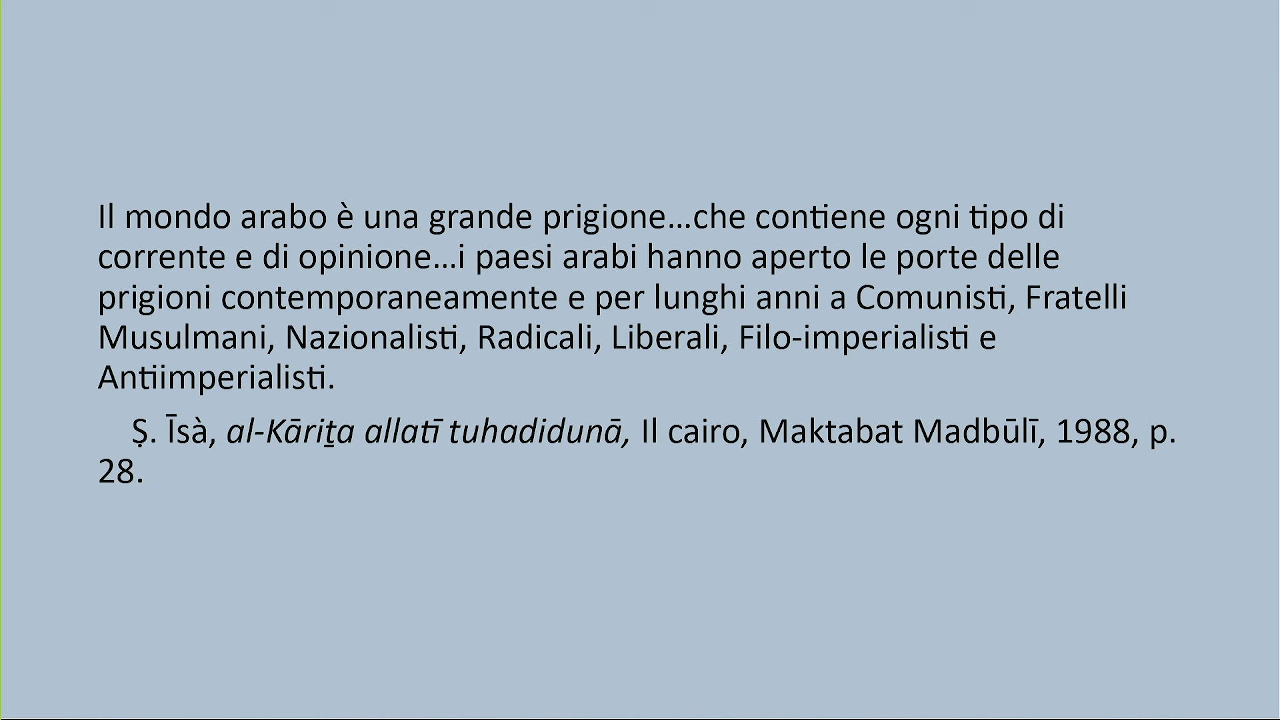 Il mondo arabo è una grande prigione…che contiene ogni tipo di
corrente e di opinione…i paesi arabi hanno aperto le porte delle
prigioni contemporaneamente e per lunghi anni a Comunisti, Fratelli
Musulmani, Nazionalisti, Radicali, Liberali, Filo-imperialisti e
Antiimperialisti.
Ṣ. Īsà, al-Kāriṯa allatī tuhadidunā, Il cairo, Maktabat Madbūlī, 1988, p.
28.